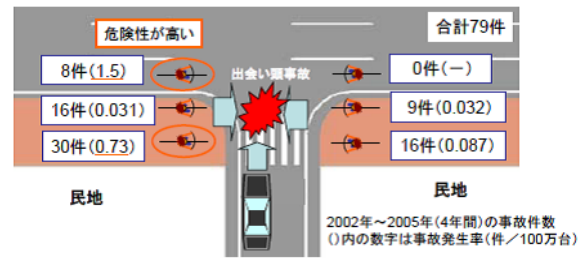 危険性が高い
合計79件
8件(1.5)
出会い頭事故
0件(－)
16件(0.031)
9件(0.032)
30件(0.73)
16件(0.087)
民地
民地
2002年～2005年(4年間)の事故件数
()内の数字は事故発生率(件／100万台)